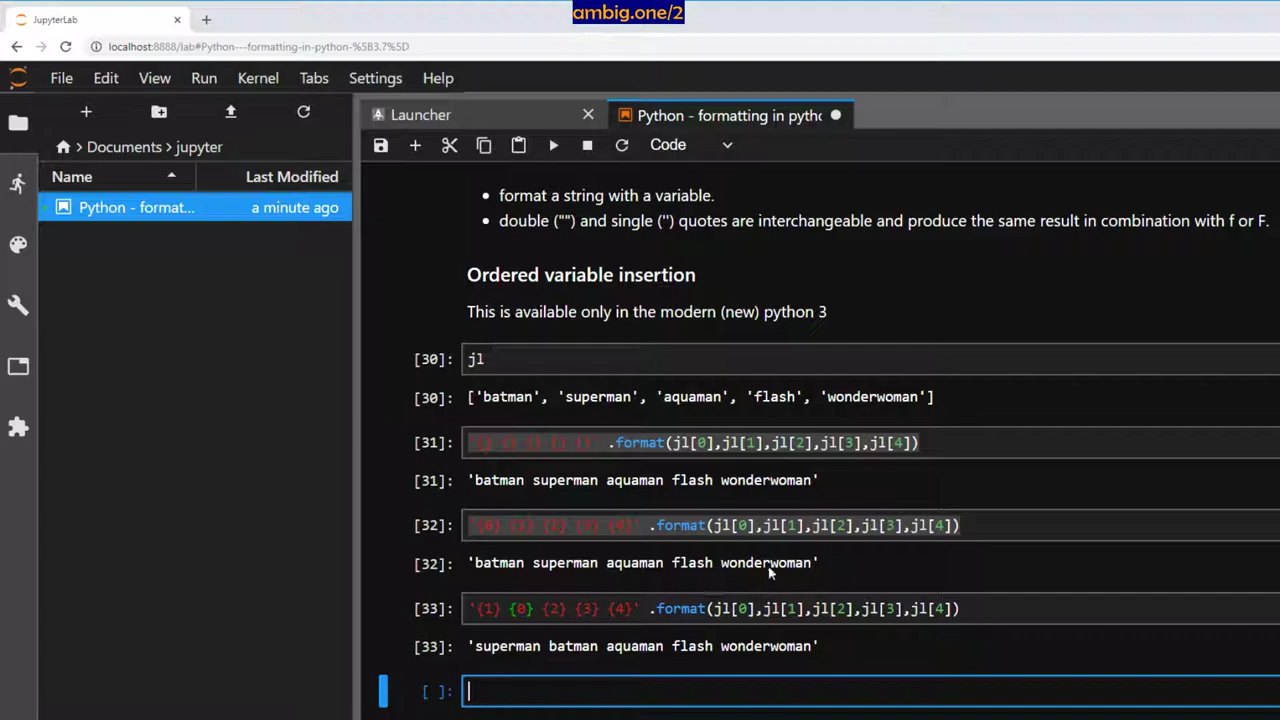 ambig.one/2
JupyterLab
localhost:8888/lab#Python---formatting-in-python-%5B3.7%5D
File Edit View Run Kernel Tabs Settings Help
Launcher
Python - formatting in pytho
Documents > jupyter
Code
Name Last Modified
Python - format... a minute ago
• format a string with a variable.
• double ("") and single ('') quotes are interchangeable and produce the same result in combination with f or F.
Ordered variable insertion
This is available only in the modern (new) python 3
[30]: jl
[30]: ['batman', 'superman', 'aquaman', 'flash', 'wonderwoman']
[31]: '{} {} {} {} {}' .format(jl[0],jl[1],jl[2],jl[3],jl[4])
[31]: 'batman superman aquaman flash wonderwoman'
[32]: '{0} {1} {2} {3} {4}' .format(jl[0],jl[1],jl[2],jl[3],jl[4])
[32]: 'batman superman aquaman flash wonderwoman'
[33]: '{1} {0} {2} {3} {4}' .format(jl[0],jl[1],jl[2],jl[3],jl[4])
[33]: 'superman batman aquaman flash wonderwoman'
[ ]: